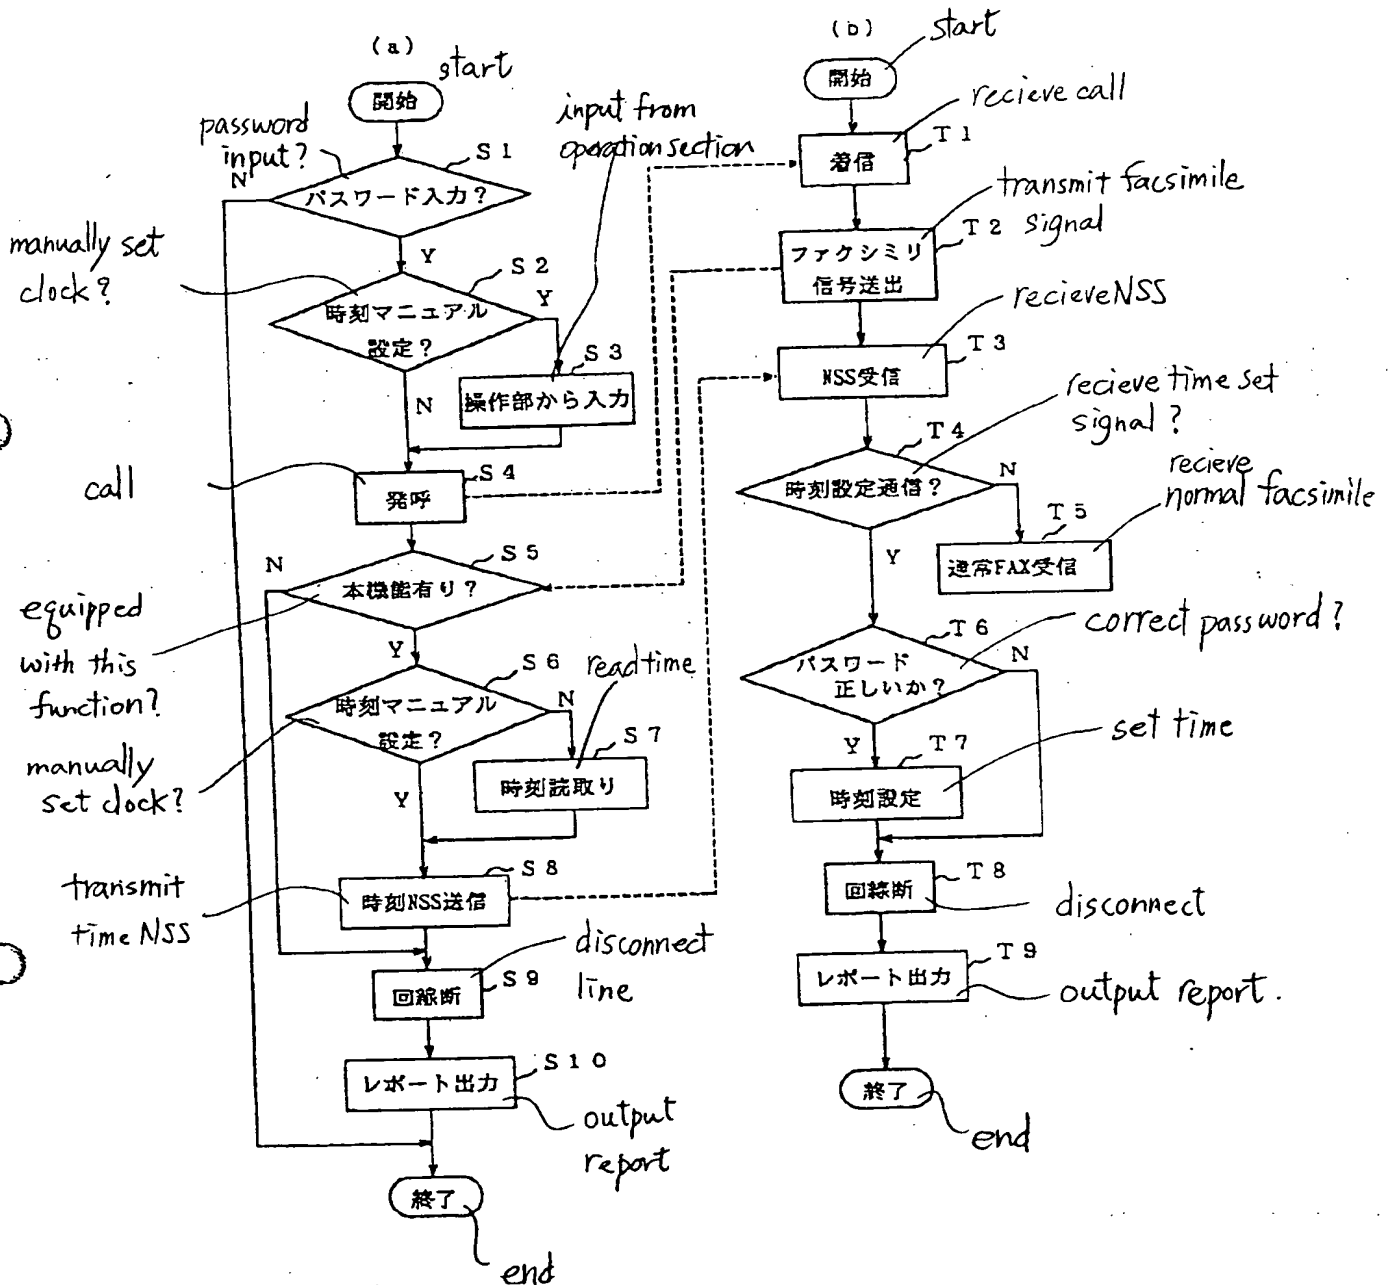 (a)
start
開始
password
input?
S1
N
パスワード入力?
Y
manually set
clock?
S2
時刻マニュアル
設定?
Y
N
input from
operation section
S3
操作部から入力
call
S4
発呼
S5
N
本機能有り?
Y
equipped
with this
function?
S6
時刻マニュアル
設定?
N
Y
manually
set clock?
read time
S7
時刻読取り
S8
時刻NSS送信
transmit
time NSS
S9
回線断
disconnect
line
S10
レポート出力
output
report
終了
end
(b)
start
開始
recieve call
T1
着信
transmit facsimile
signal
T2
ファクシミリ
信号送出
recieveNSS
T3
NSS受信
recieve time set
signal?
T4
時刻設定通信?
N
Y
recieve
normal facsimile
T5
通常FAX受信
T6
correct password?
パスワード
正しいか?
N
Y
T7
set time
時刻設定
T8
回線断
disconnect
T9
レポート出力
output report.
終了
end